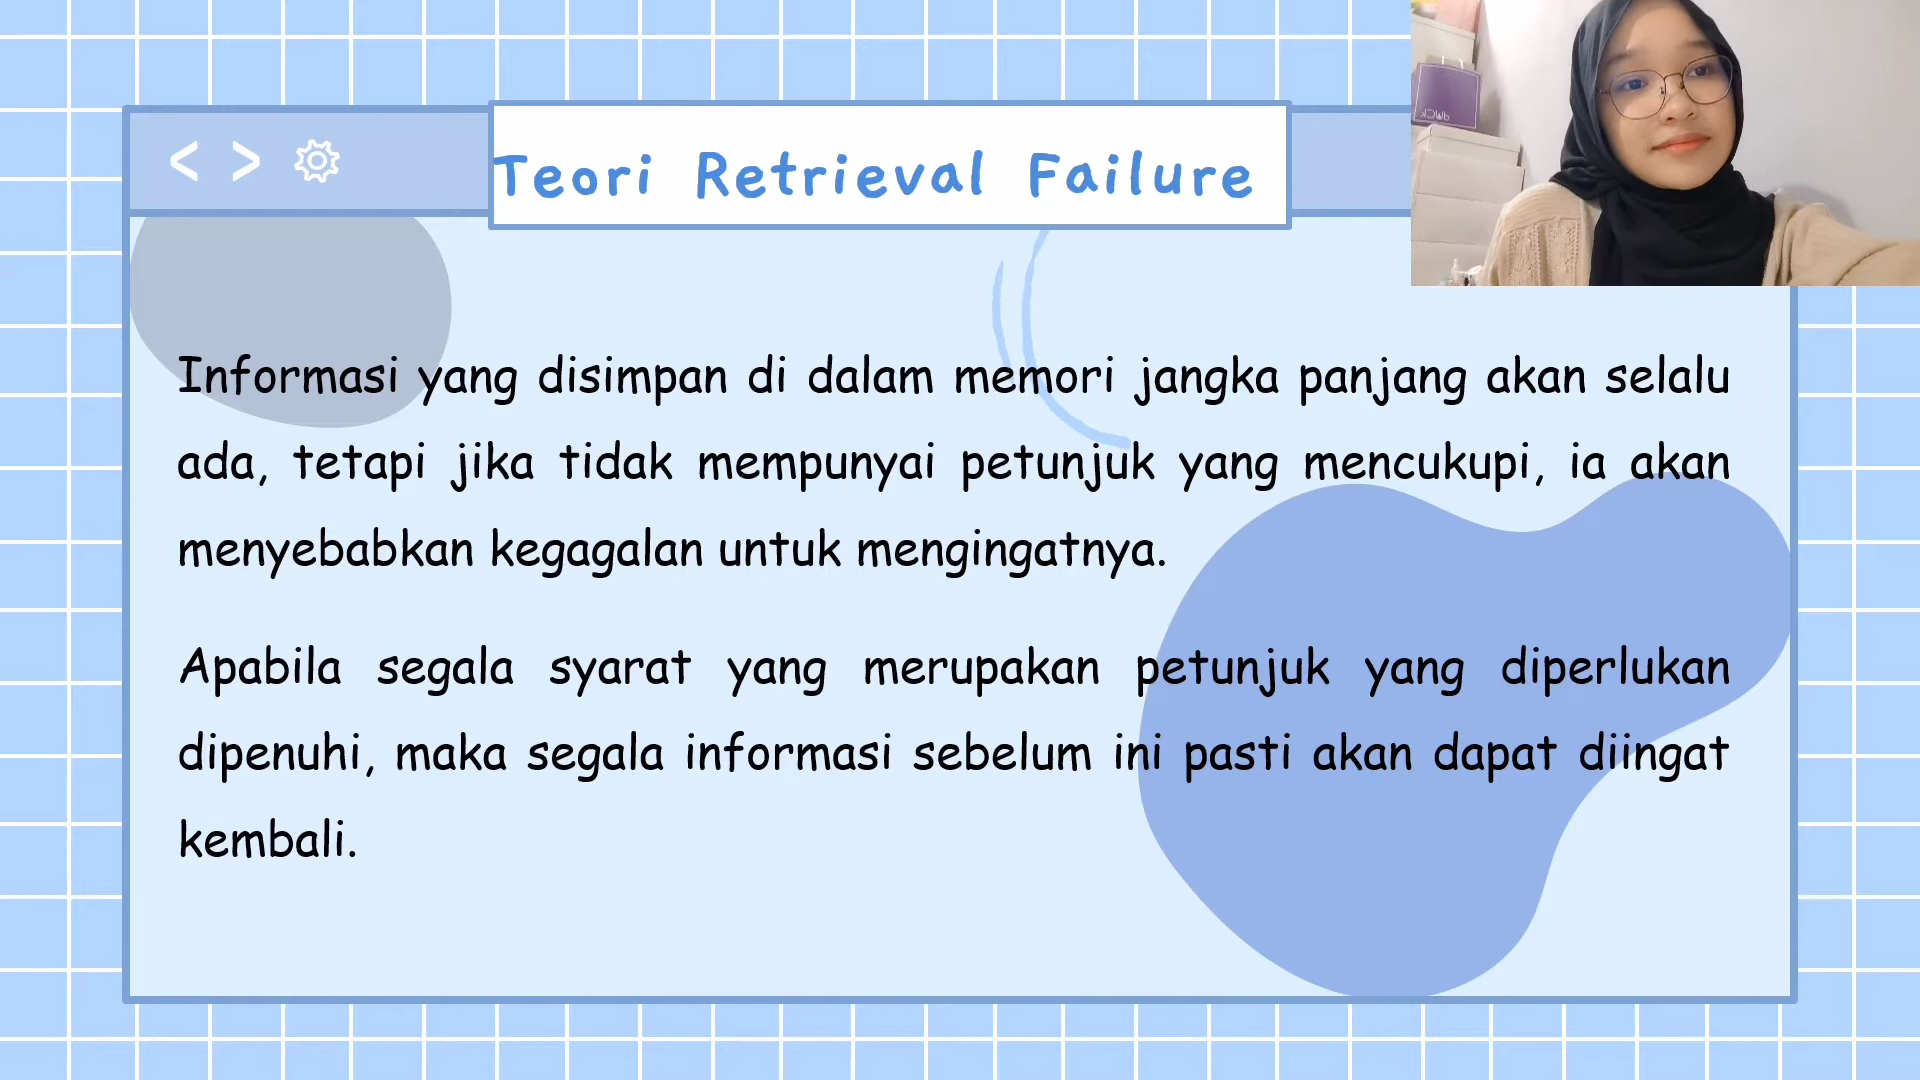 Teori Retrieval Failure
Informasi yang disimpan di dalam memori jangka panjang akan selalu
ada, tetapi jika tidak mempunyai petunjuk yang mencukupi, ia akan
menyebabkan kegagalan untuk mengingatnya.
Apabila segala syarat yang merupakan petunjuk yang diperlukan
dipenuhi, maka segala informasi sebelum ini pasti akan dapat diingat
kembali.